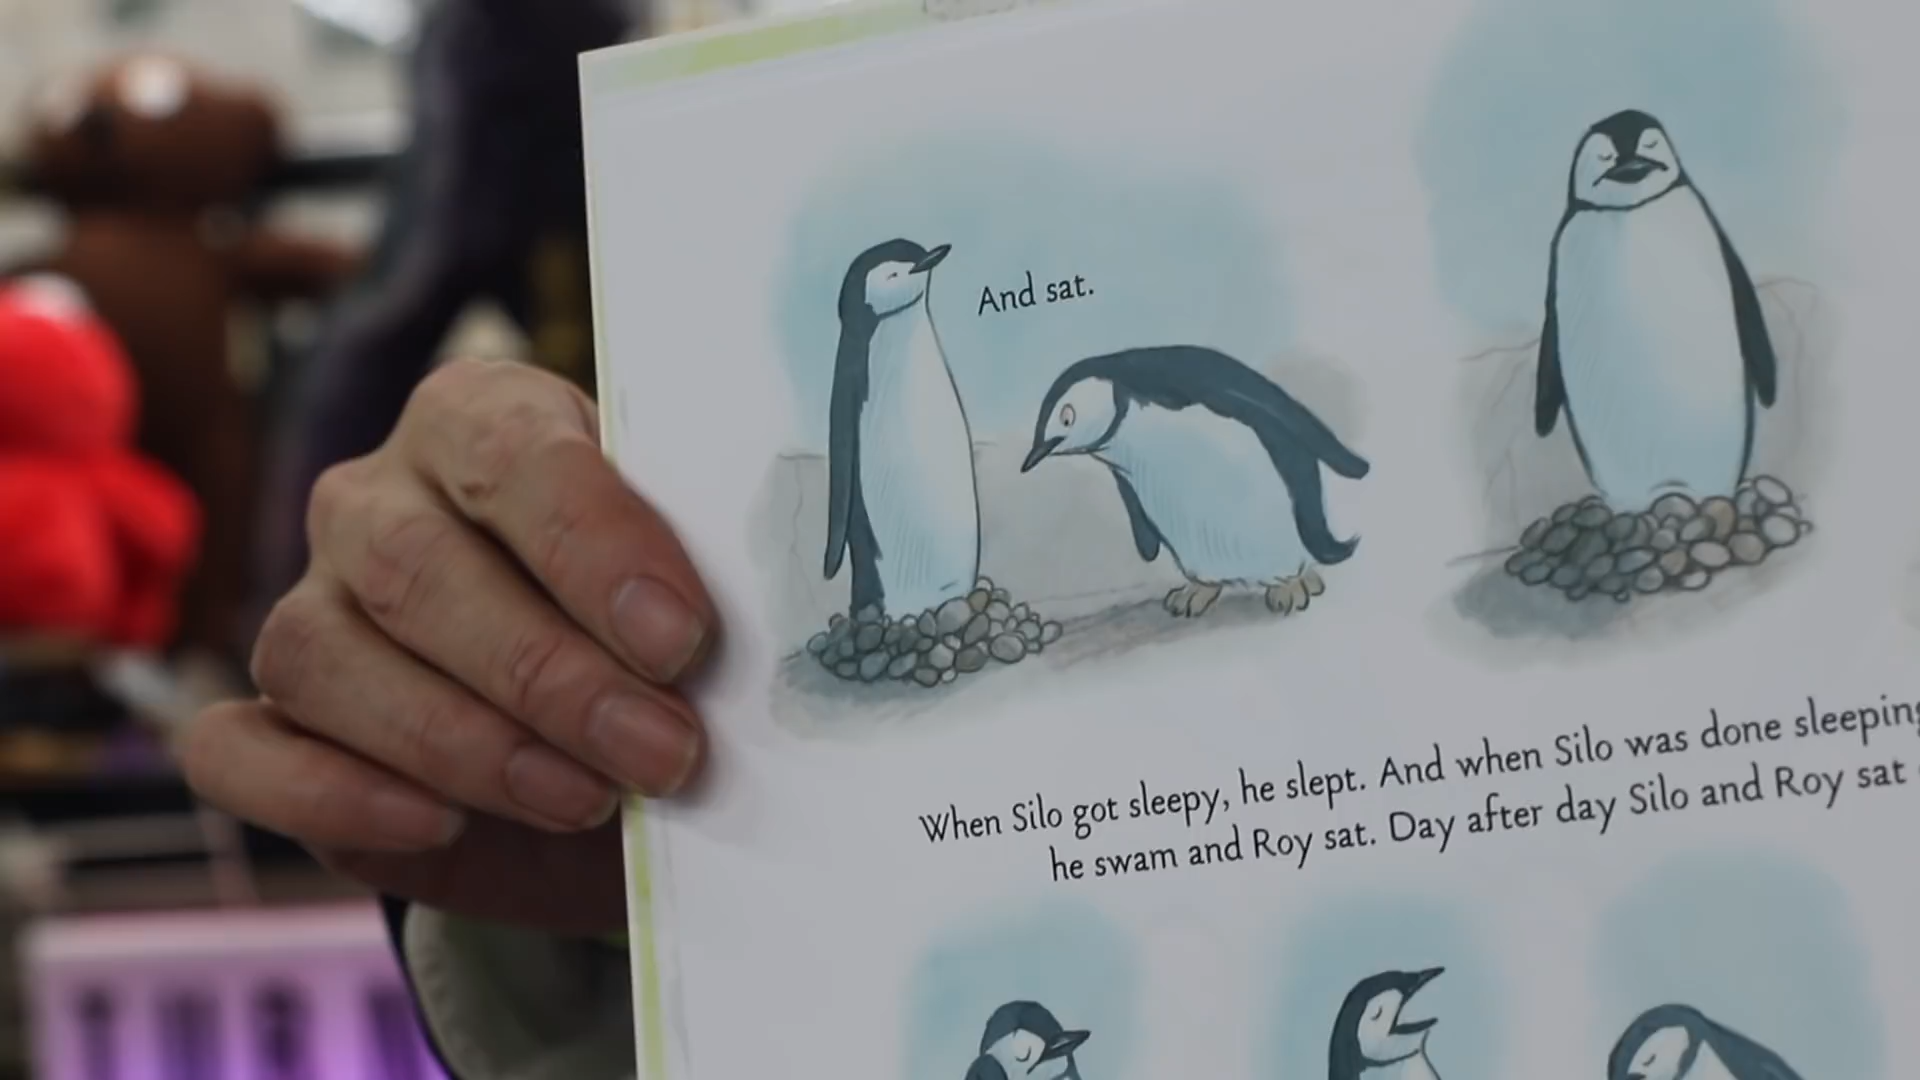 And sat.
When Silo got sleepy, he slept. And when Silo was done sleeping
he swam and Roy sat. Day after day Silo and Roy sat